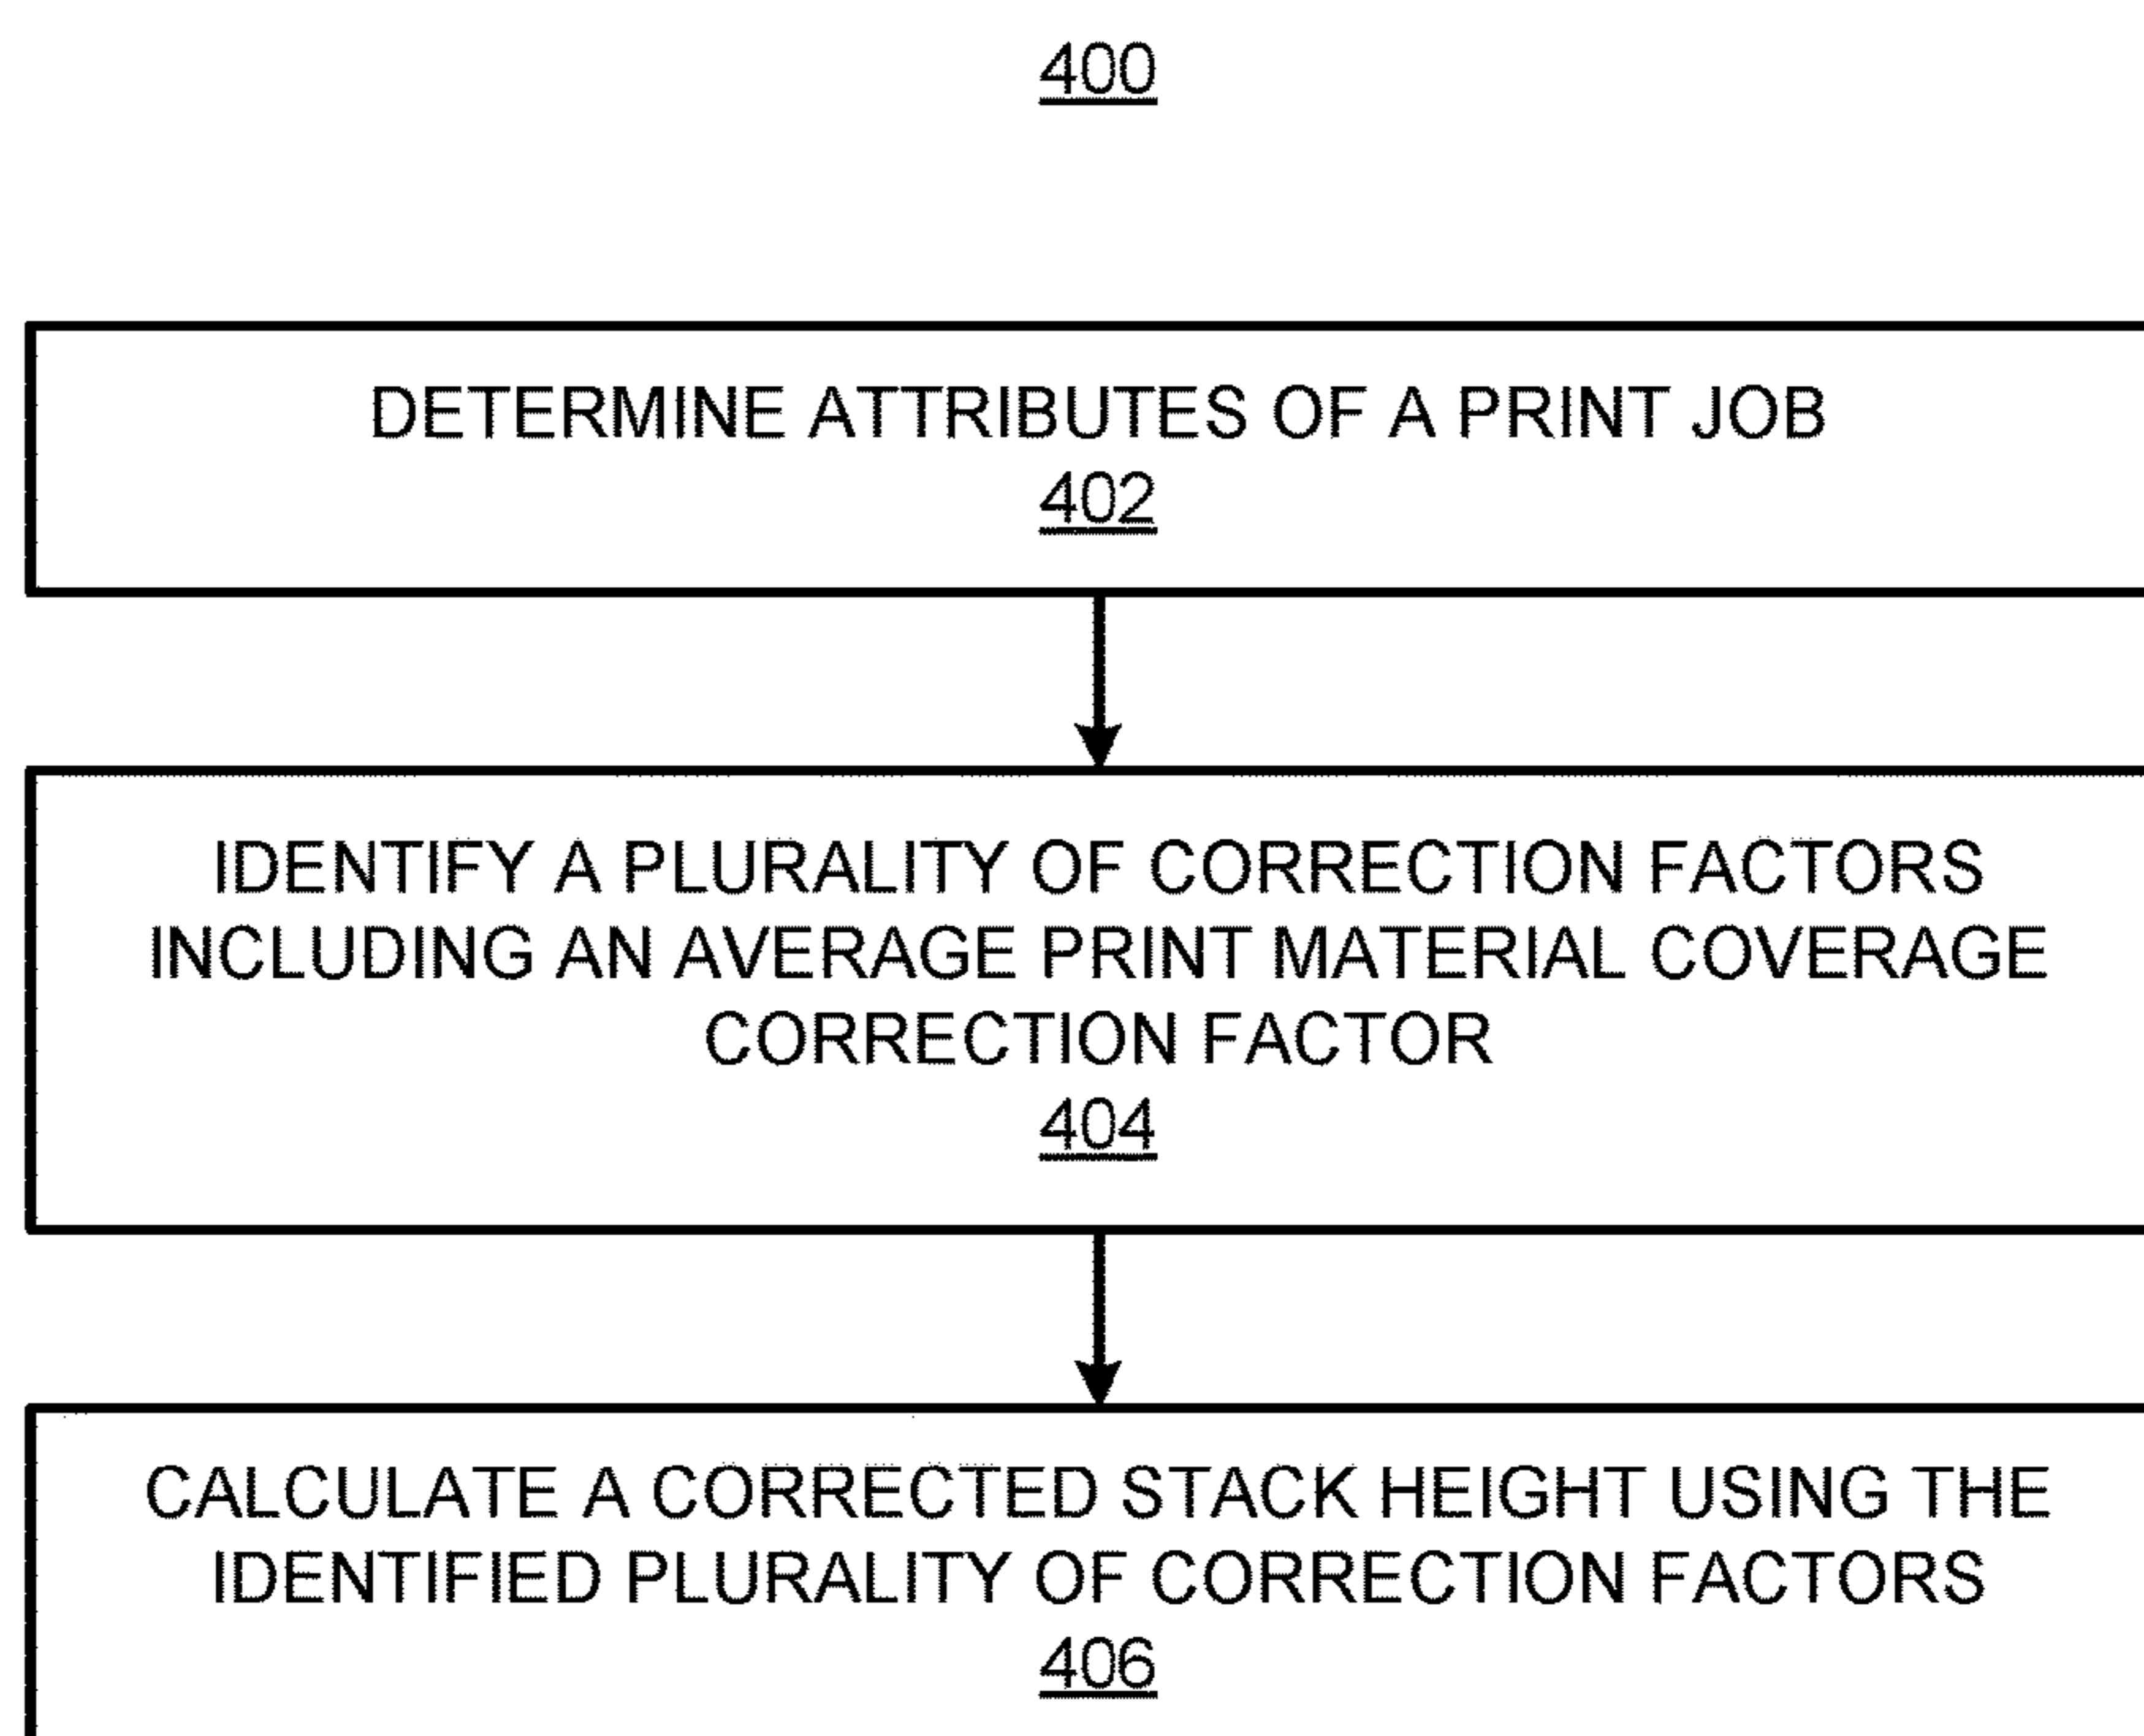 400
DETERMINE ATTRIBUTES OF A PRINT JOB
402
IDENTIFY A PLURALITY OF CORRECTION FACTORS
INCLUDING AN AVERAGE PRINT MATERIAL COVERAGE
CORRECTION FACTOR
404
CALCULATE A CORRECTED STACK HEIGHT USING THE
IDENTIFIED PLURALITY OF CORRECTION FACTORS
406